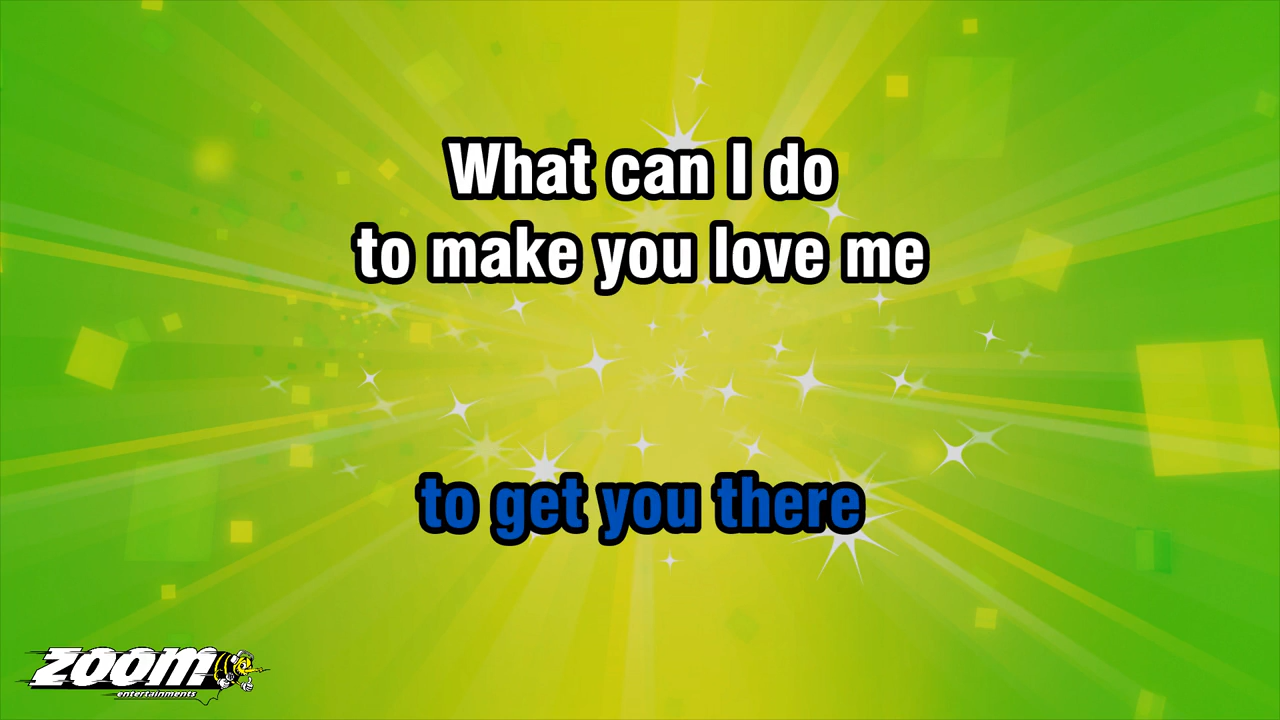 What can I do
to make you love me
to get you there
zoom
entertainments